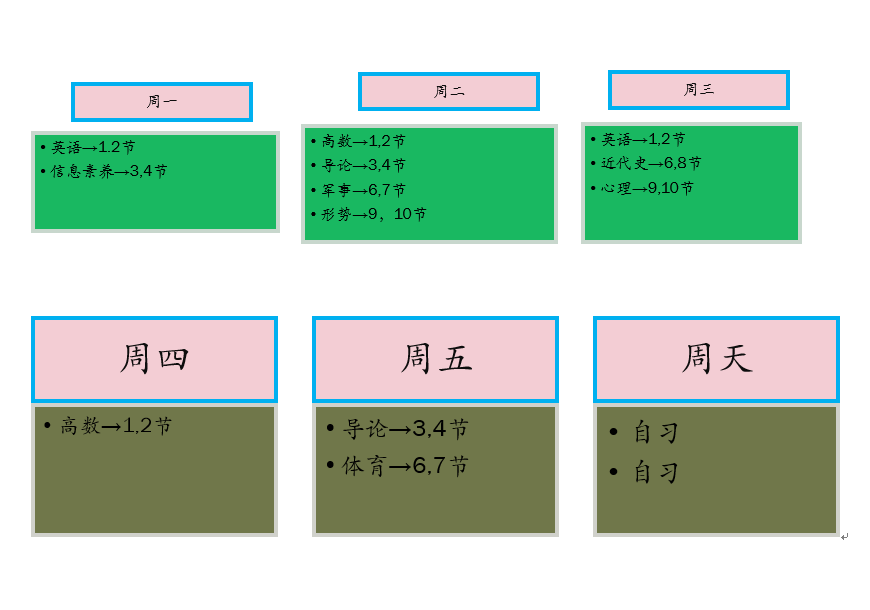 周一
• 英语→1.2节
• 信息素养→3,4节
周二
• 高数→1,2节
• 导论→3,4节
• 军事→6,7节
• 形势→9，10节
周三
• 英语→1,2节
• 近代史→6,8节
• 心理→9,10节
周四
• 高数→1,2节
周五
• 导论→3,4节
• 体育→6,7节
周天
• 自习
• 自习